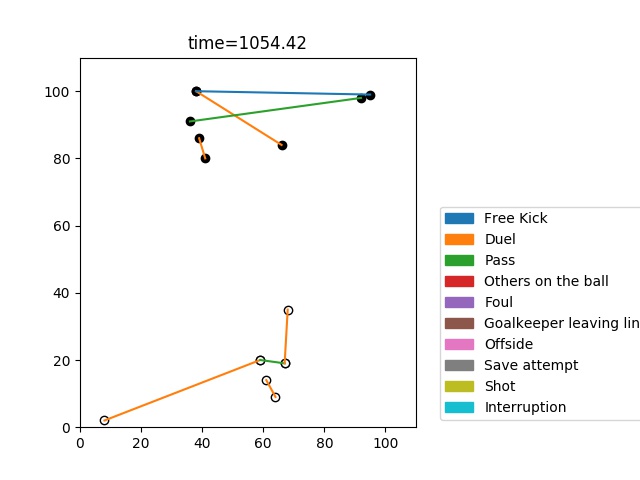 time=1054.42
100
80
60
40
20
0
0
20
40
60
80
100
Free Kick
Duel
Pass
Others on the ball
Foul
Goalkeeper leaving lin
Offside
Save attempt
Shot
Interruption